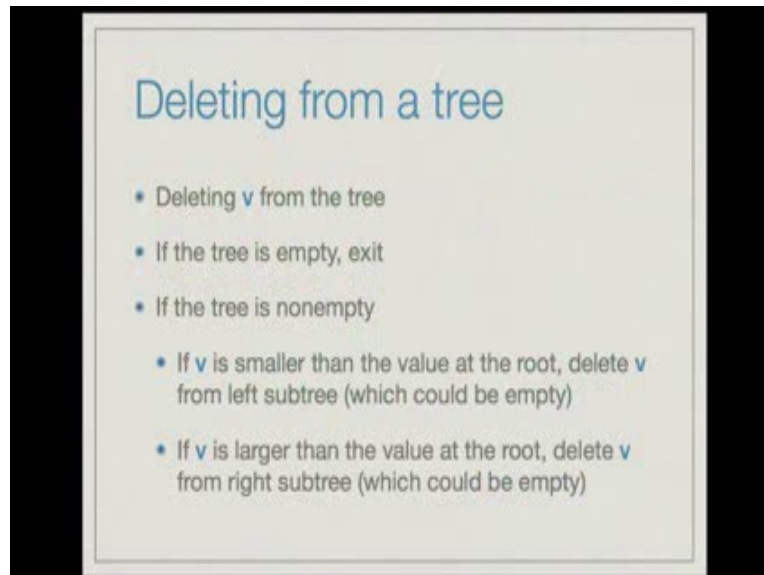 Deleting from a tree
• Deleting v from the tree
• If the tree is empty, exit
• If the tree is nonempty
• If v is smaller than the value at the root, delete v
from left subtree (which could be empty)
• If v is larger than the value at the root, delete v
from right subtree (which could be empty)